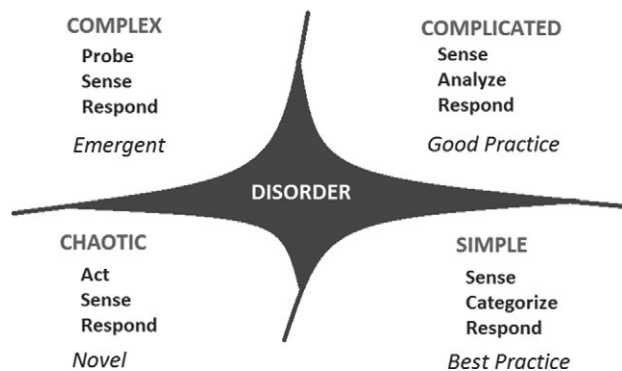 COMPLEX
Probe
Sense
Respond
Emergent
COMPLICATED
Sense
Analyze
Respond
Good Practice
DISORDER
CHAOTIC
Act
Sense
Respond
Novel
SIMPLE
Sense
Categorize
Respond
Best Practice